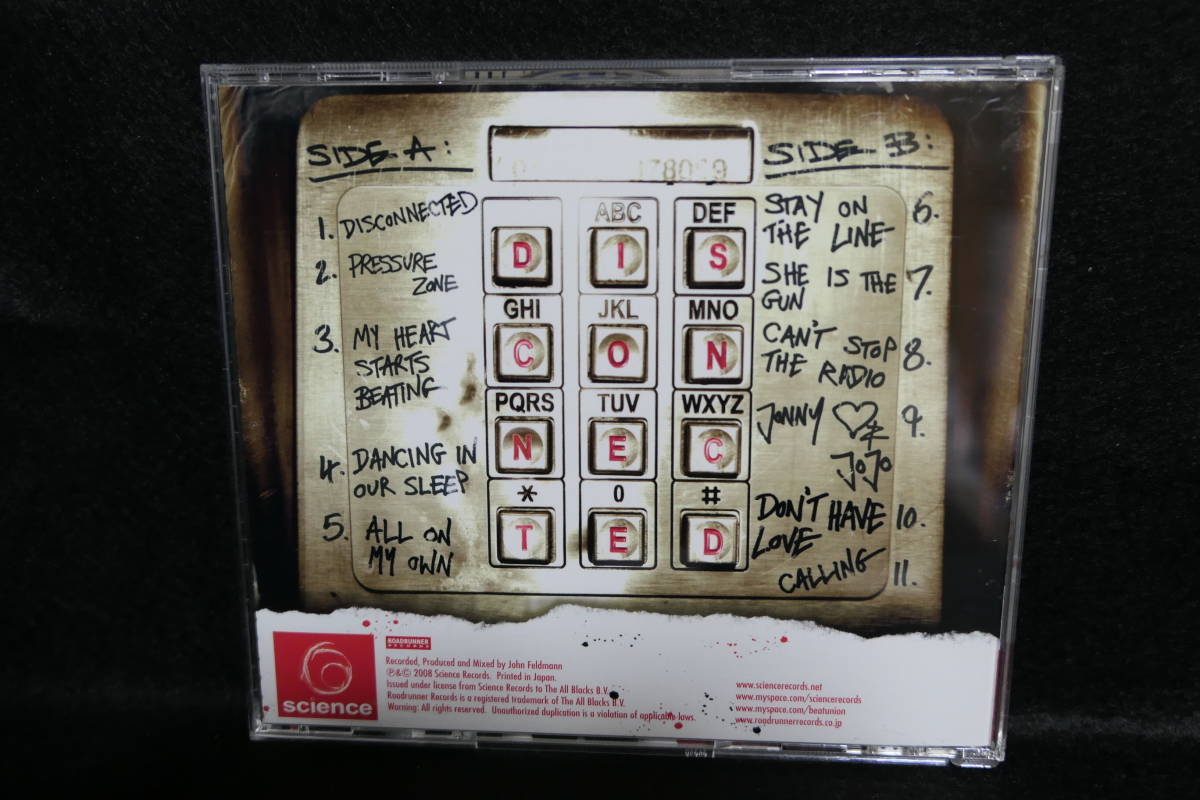 SIDE A:
1. DISCONNECTED
2. PRESSURE
ZONE
3. MY HEART
STARTS
BEATING
4. DANCING IN
OUR SLEEP
5. ALL ON
MY OWN
ABC DEF
D I S
GHI JKL MNO
C O N
PQRS TUV WXYZ
N E C
* 0 #
T E D
SIDE B:
STAY ON 6.
THE LINE
SHE IS THE 7.
GUN
CAN'T STOP 8.
THE RADIO
JONNY ♡Z 9.
JOJO
DON'T HAVE 10.
LOVE
CALLING 11.
science
ROADRUNNER
RECORDS
Recorded, Produced and Mixed by John Feldmann
℗&© 2008 Science Records. Printed in Japan.
Issued under license from Science Records to The All Blacks B.V.
Roadrunner Records is a registered trademark of The All Blacks B.V.
Warning: All rights reserved. Unauthorized duplication is a violation of applicable laws.
www.sciencerecords.net
www.myspace.com/sciencerecords
www.myspace.com/beatunion
www.roadrunnerrecords.co.jp